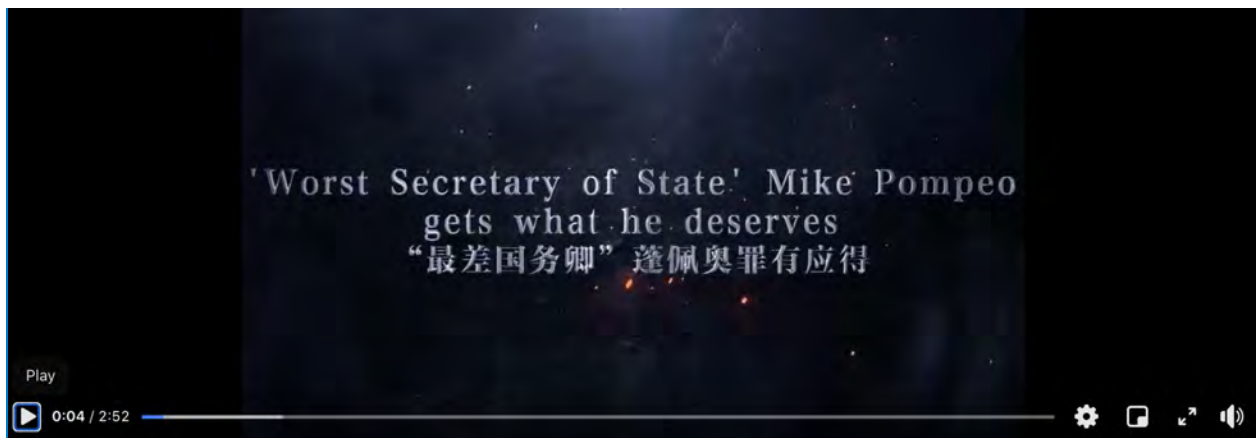 'Worst Secretary of State' Mike Pompeo
gets what he deserves
“最差国务卿”蓬佩奥罪有应得
Play
0:04 / 2:52